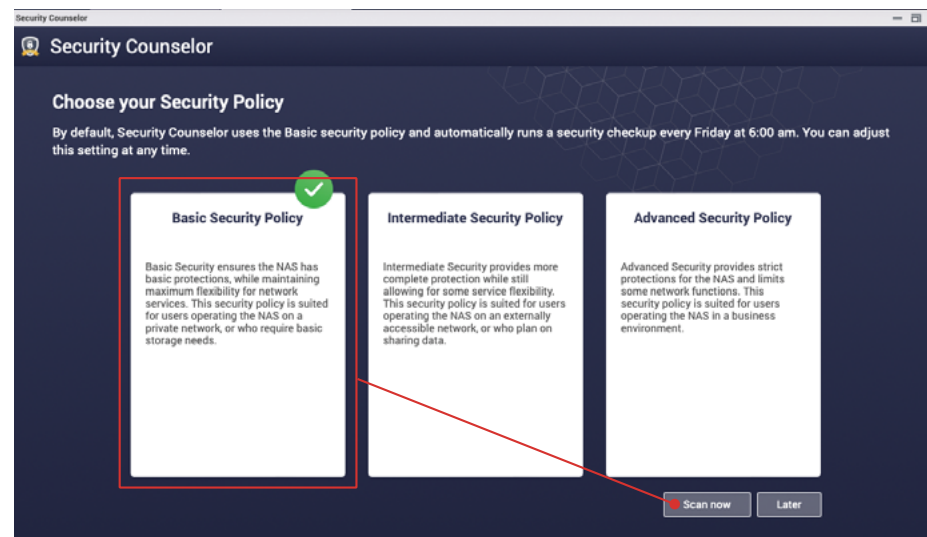 Security Counselor
Security Counselor
Choose your Security Policy
By default, Security Counselor uses the Basic security policy and automatically runs a security checkup every Friday at 6:00 am. You can adjust
this setting at any time.
Basic Security Policy
Basic Security ensures the NAS has
basic protections, while maintaining
maximum flexibility for network
services. This security policy is suited
for users operating the NAS on a
private network, or who require basic
storage needs.
Intermediate Security Policy
Intermediate Security provides more
complete protection while still
allowing for some service flexibility.
This security policy is suited for users
operating the NAS on an externally
accessible network, or who plan on
sharing data.
Advanced Security Policy
Advanced Security provides strict
protections for the NAS and limits
some network functions. This
security policy is suited for users
operating the NAS in a business
environment.
Scan now
Later